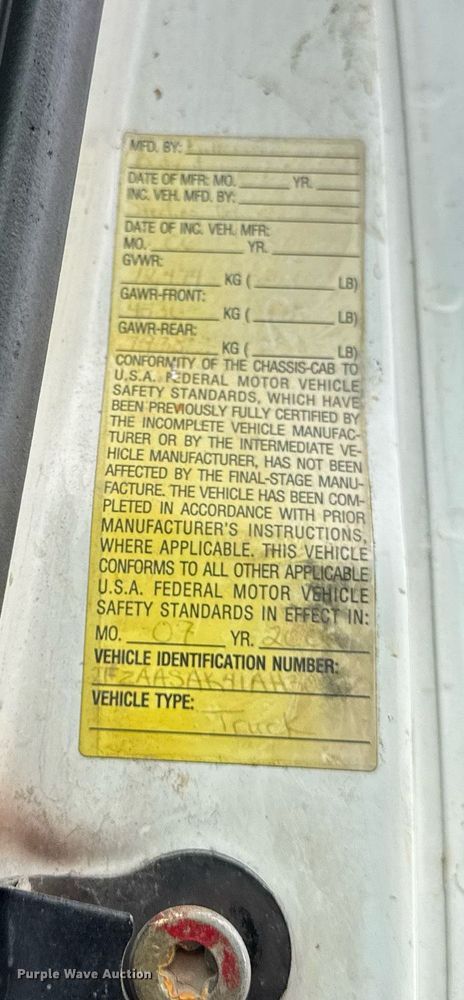 MFD. BY:
DATE OF MFR: MO. YR.
INC. VEH. MFD. BY:
DATE OF INC. VEH. MFR:
MO. YR.
GVWR:
KG ( LB)
GAWR-FRONT:
KG ( LB)
GAWR-REAR:
KG ( LB)
CONFORMITY OF THE CHASSIS-CAB TO
U.S.A. FEDERAL MOTOR VEHICLE
SAFETY STANDARDS, WHICH HAVE
BEEN PREVIOUSLY FULLY CERTIFIED BY
THE INCOMPLETE VEHICLE MANUFAC-
TURER OR BY THE INTERMEDIATE VE-
HICLE MANUFACTURER, HAS NOT BEEN
AFFECTED BY THE FINAL-STAGE MANU-
FACTURE. THE VEHICLE HAS BEEN COM-
PLETED IN ACCORDANCE WITH PRIOR
MANUFACTURER'S INSTRUCTIONS,
WHERE APPLICABLE. THIS VEHICLE
CONFORMS TO ALL OTHER APPLICABLE
U.S.A. FEDERAL MOTOR VEHICLE
SAFETY STANDARDS IN EFFECT IN:
MO. 07 YR.
VEHICLE IDENTIFICATION NUMBER:
VEHICLE TYPE:
Truck
Purple Wave Auction